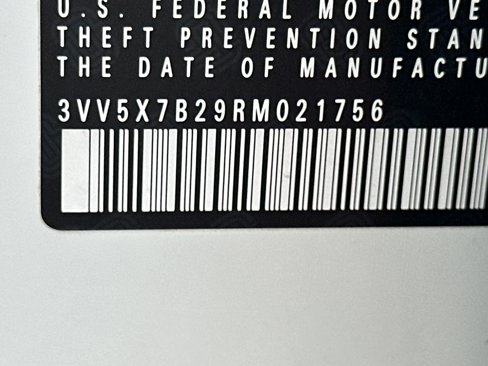 U.S. FEDERAL MOTOR VE
THEFT PREVENTION STAN
THE DATE OF MANUFACTU
3VV5X7B29RM021756